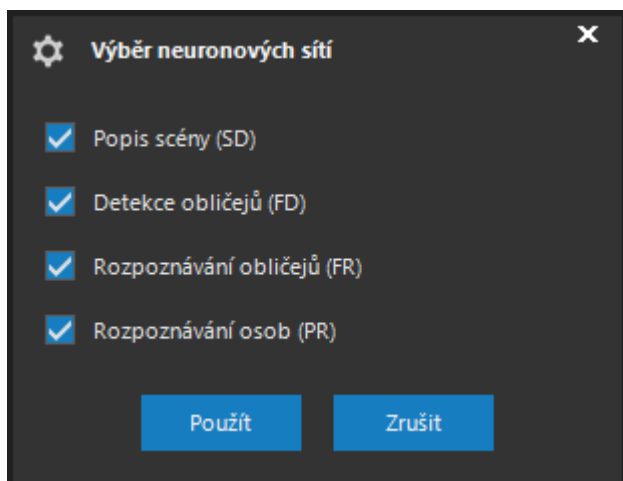 Výběr neuronových sítí
Popis scény (SD)
Detekce obličejů (FD)
Rozpoznávání obličejů (FR)
Rozpoznávání osob (PR)
Použít
Zrušit